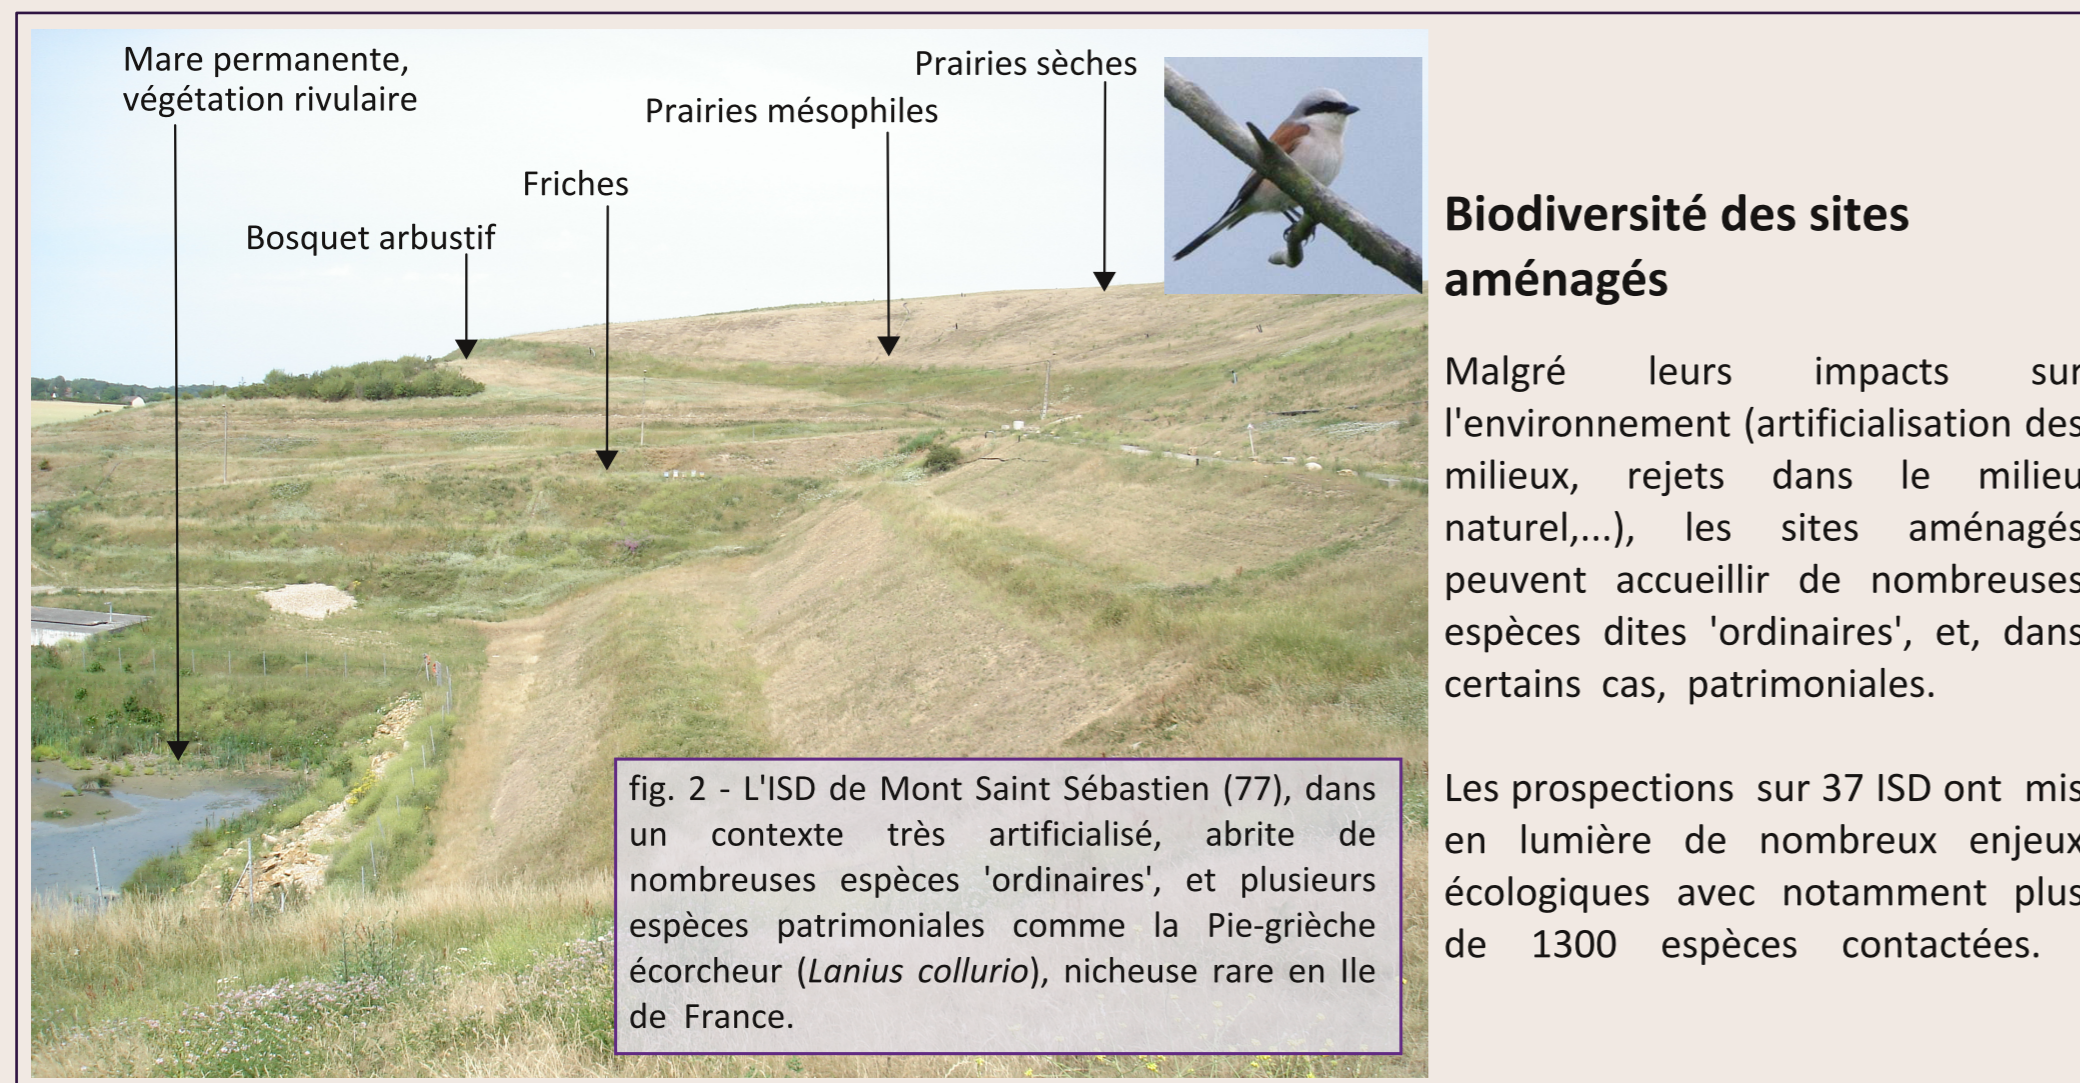 Mare permanente,
végétation rivulaire
Bosquet arbustif
Friches
Prairies mésophiles
Prairies sèches
fig. 2 - L'ISD de Mont Saint Sébastien (77), dans
un contexte très artificialisé, abrite de
nombreuses espèces 'ordinaires', et plusieurs
espèces patrimoniales comme la Pie-grièche
écorcheur (Lanius collurio), nicheuse rare en Ile
de France.
Biodiversité des sites
aménagés
Malgré leurs impacts sur
l'environnement (artificialisation des
milieux, rejets dans le milieu
naturel,...), les sites aménagés
peuvent accueillir de nombreuses
espèces dites 'ordinaires', et, dans
certains cas, patrimoniales.
Les prospections sur 37 ISD ont mis
en lumière de nombreux enjeux
écologiques avec notamment plus
de 1300 espèces contactées.